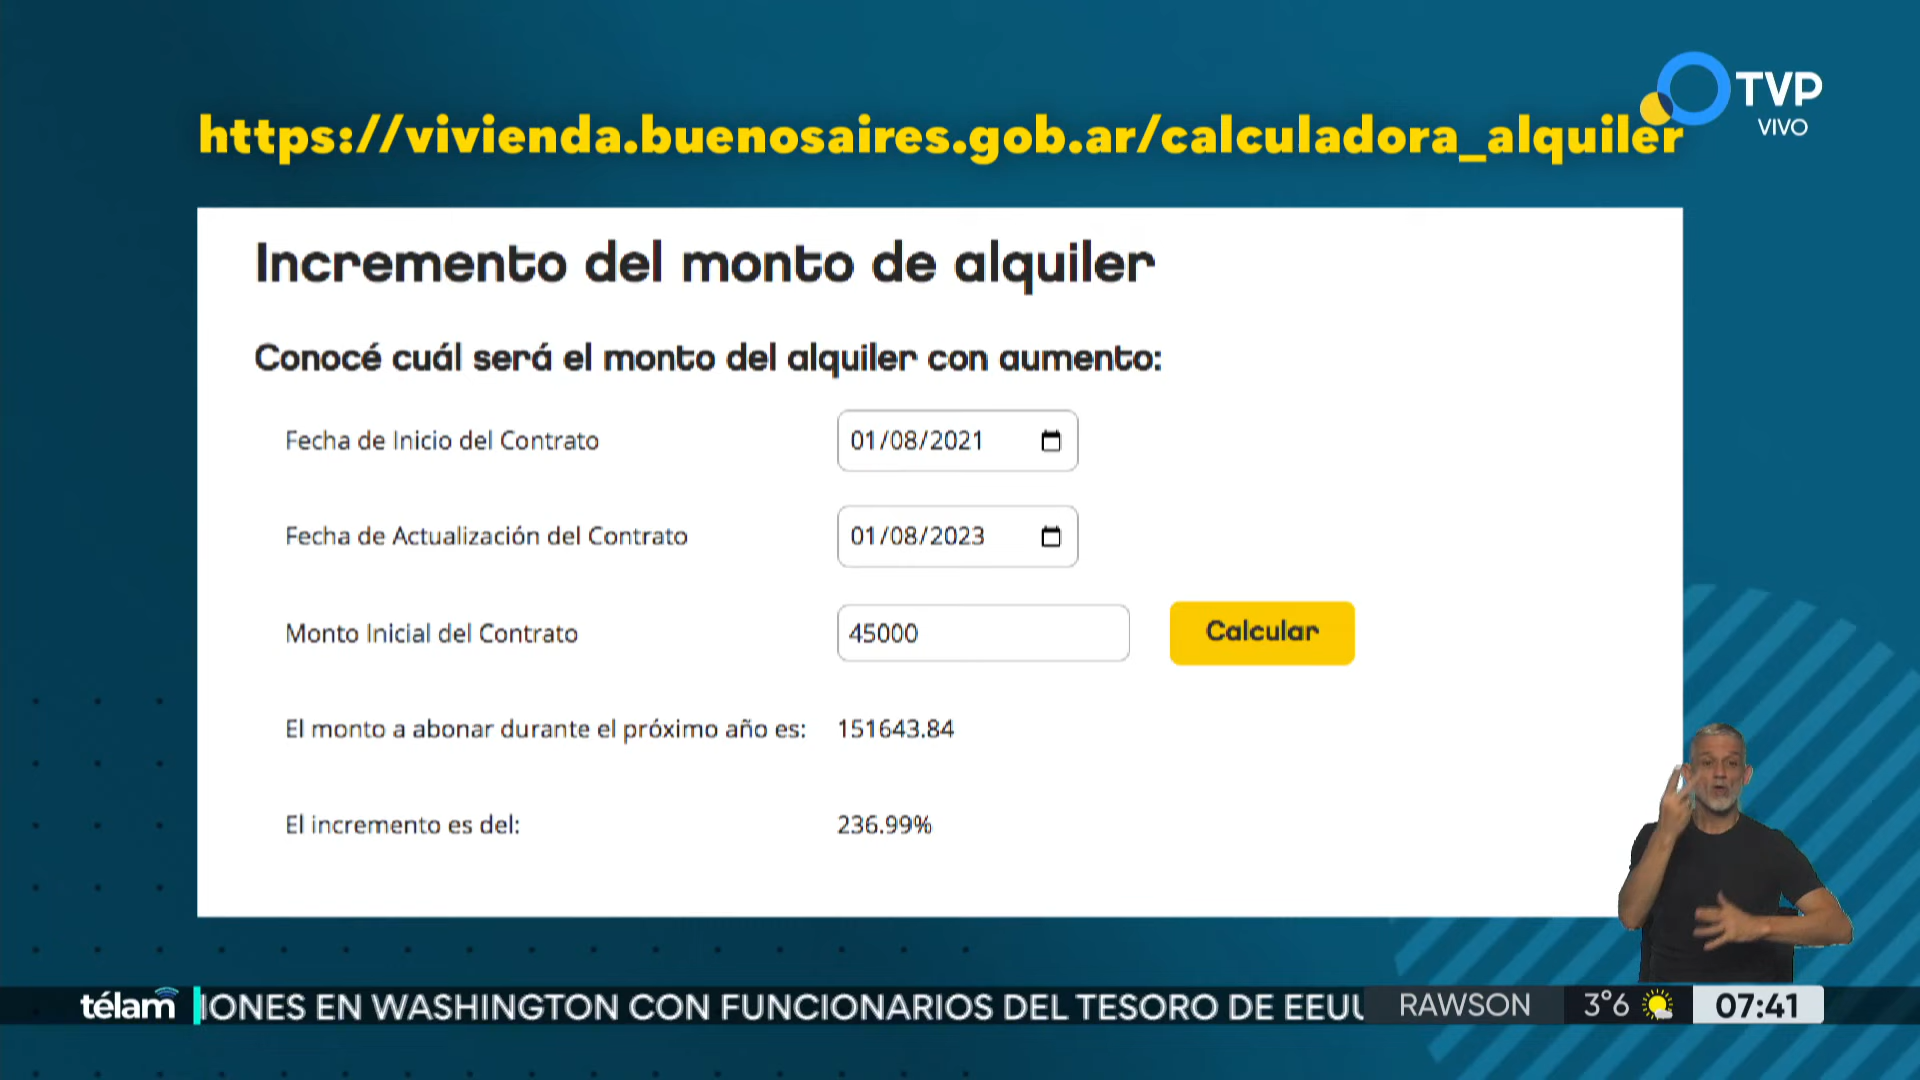 TVP
VIVO
https://vivienda.buenosaires.gob.ar/calculadora_alquiler
Incremento del monto de alquiler
Conocé cuál será el monto del alquiler con aumento:
Fecha de Inicio del Contrato 01/08/2021
Fecha de Actualización del Contrato 01/08/2023
Monto Inicial del Contrato 45000 Calcular
El monto a abonar durante el próximo año es: 151643.84
El incremento es del: 236.99%
télam IONES EN WASHINGTON CON FUNCIONARIOS DEL TESORO DE EEUU RAWSON 3°6 07:41